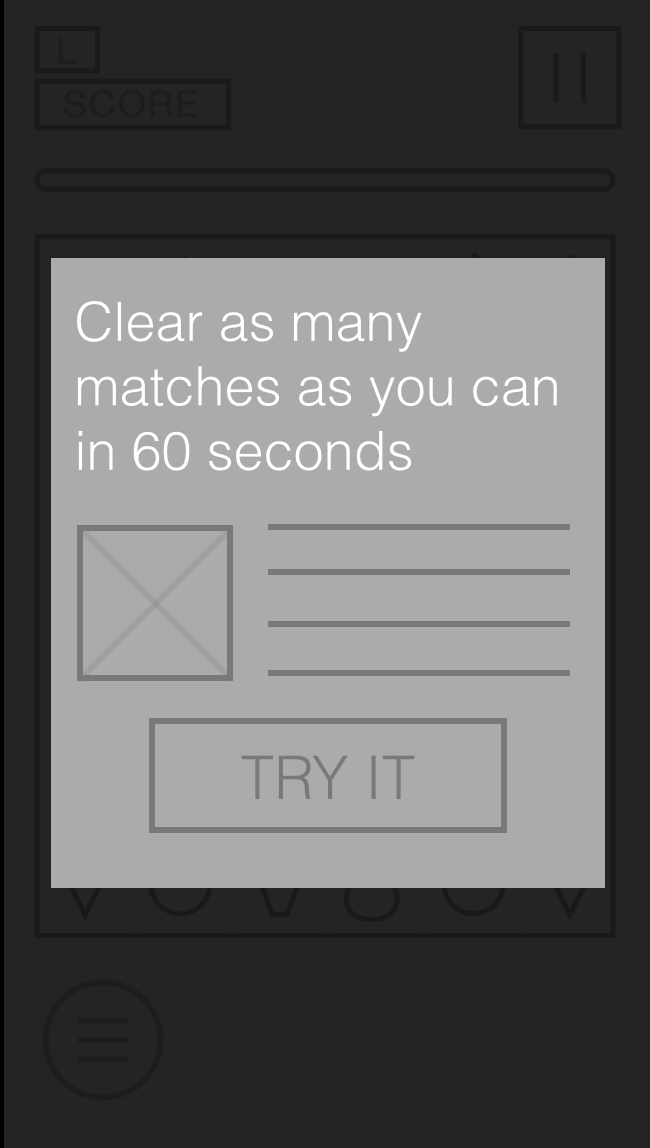 L
SCORE
Clear as many
matches as you can
in 60 seconds
TRY IT